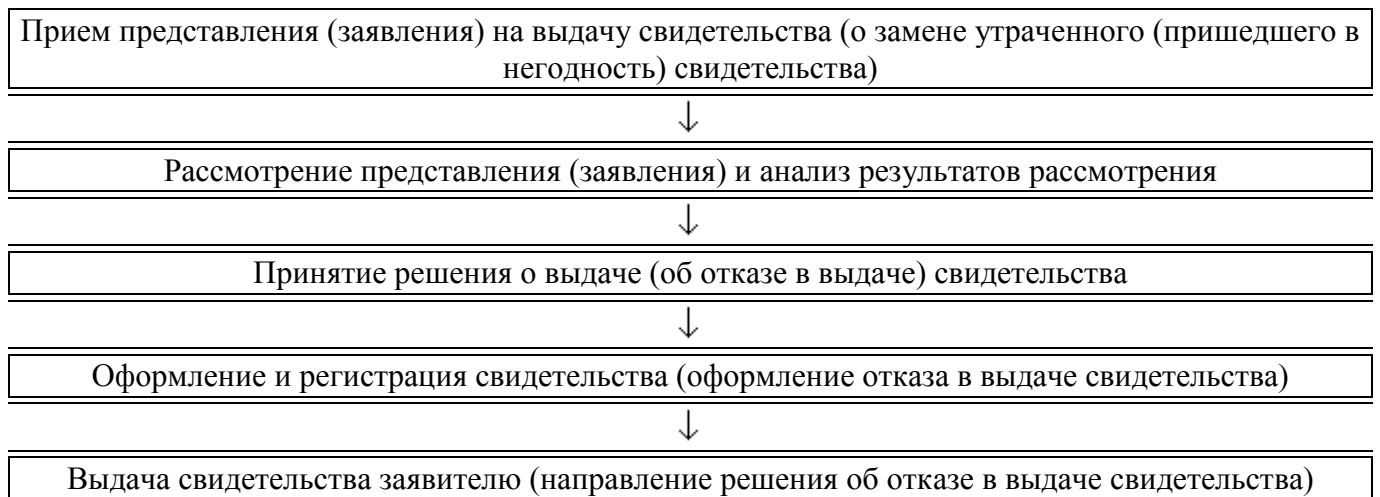 Прием представления (заявления) на выдачу свидетельства (о замене утраченного (пришедшего в
негодность) свидетельства)
↓
Рассмотрение представления (заявления) и анализ результатов рассмотрения
↓
Принятие решения о выдаче (об отказе в выдаче) свидетельства
↓
Оформление и регистрация свидетельства (оформление отказа в выдаче свидетельства)
↓
Выдача свидетельства заявителю (направление решения об отказе в выдаче свидетельства)